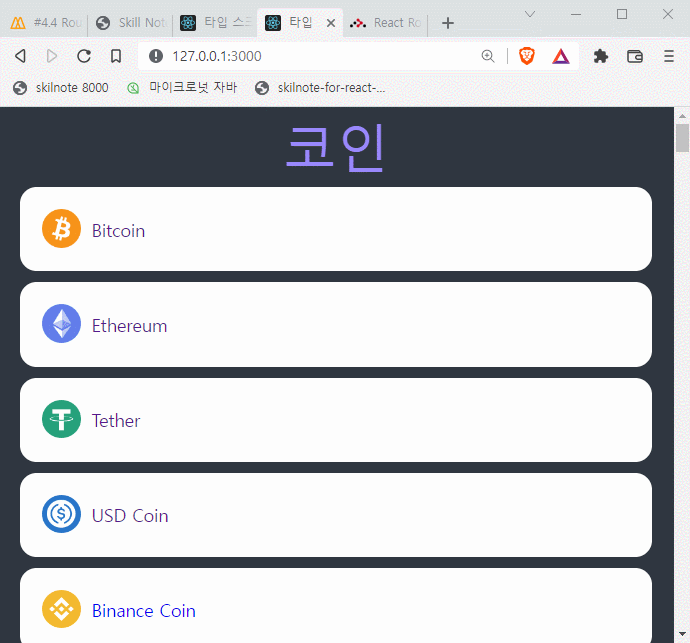 #4.4 Rou
Skill Not
타입 스크
타입
React Ro
127.0.0.1:3000
skilnote 8000
마이크로넛 자바
skilnote-for-react-...
코인
Bitcoin
Ethereum
Tether
USD Coin
Binance Coin